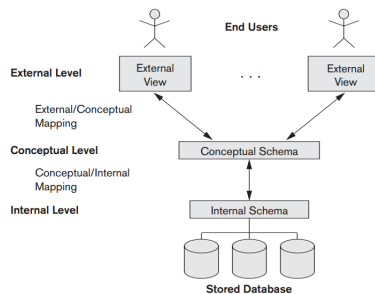 End Users
External Level
External
View
. . .
External
View
External/Conceptual
Mapping
Conceptual Level
Conceptual Schema
Conceptual/Internal
Mapping
Internal Level
Internal Schema
Stored Database